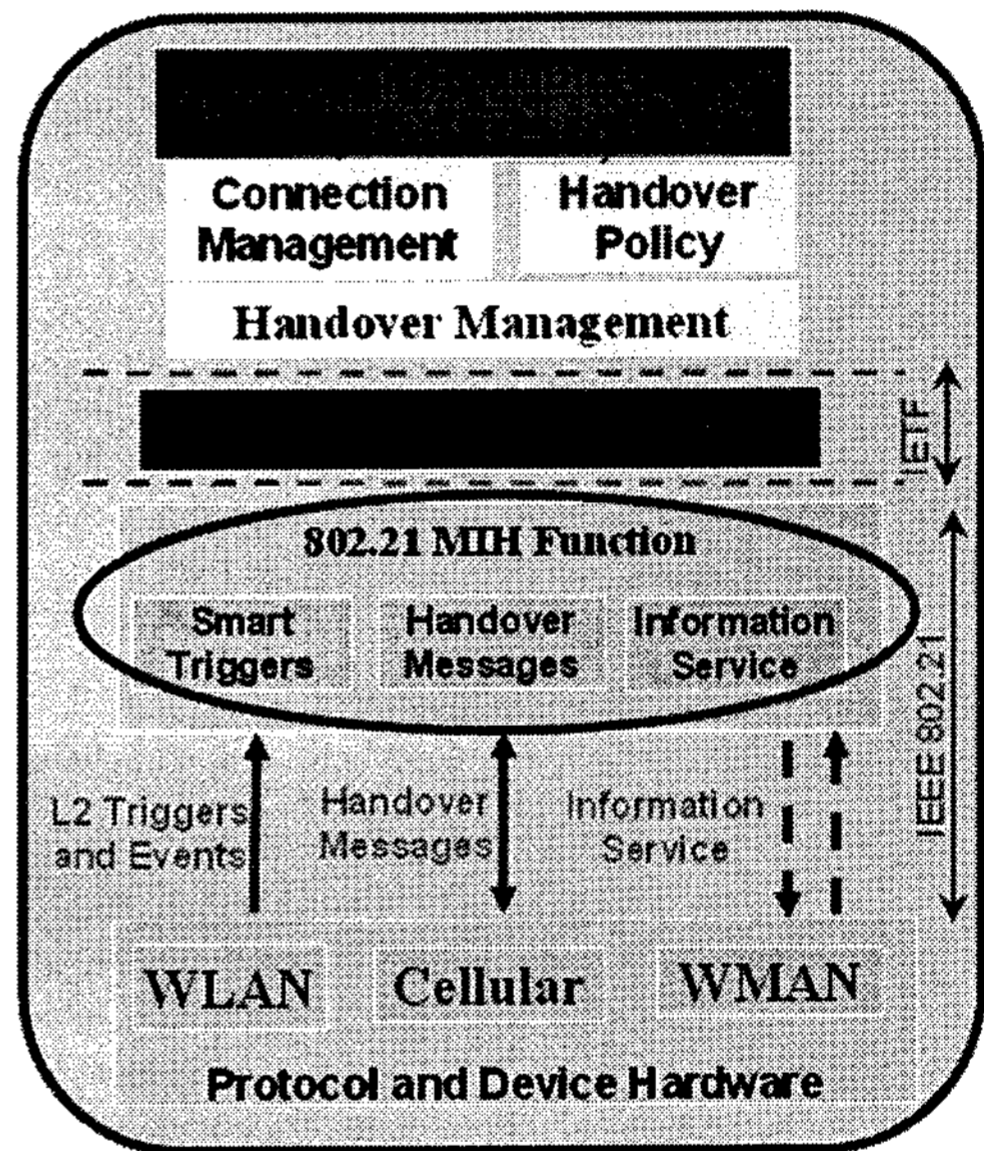 Connection
Management
Handover
Policy
Handover Management
IETF
802.21 MIH Function
Smart
Triggers
Handover
Messages
Information
Service
IEEE 802.21
L2 Triggers
and Events
Handover
Messages
Information
Service
WLAN
Cellular
WMAN
Protocol and Device Hardware